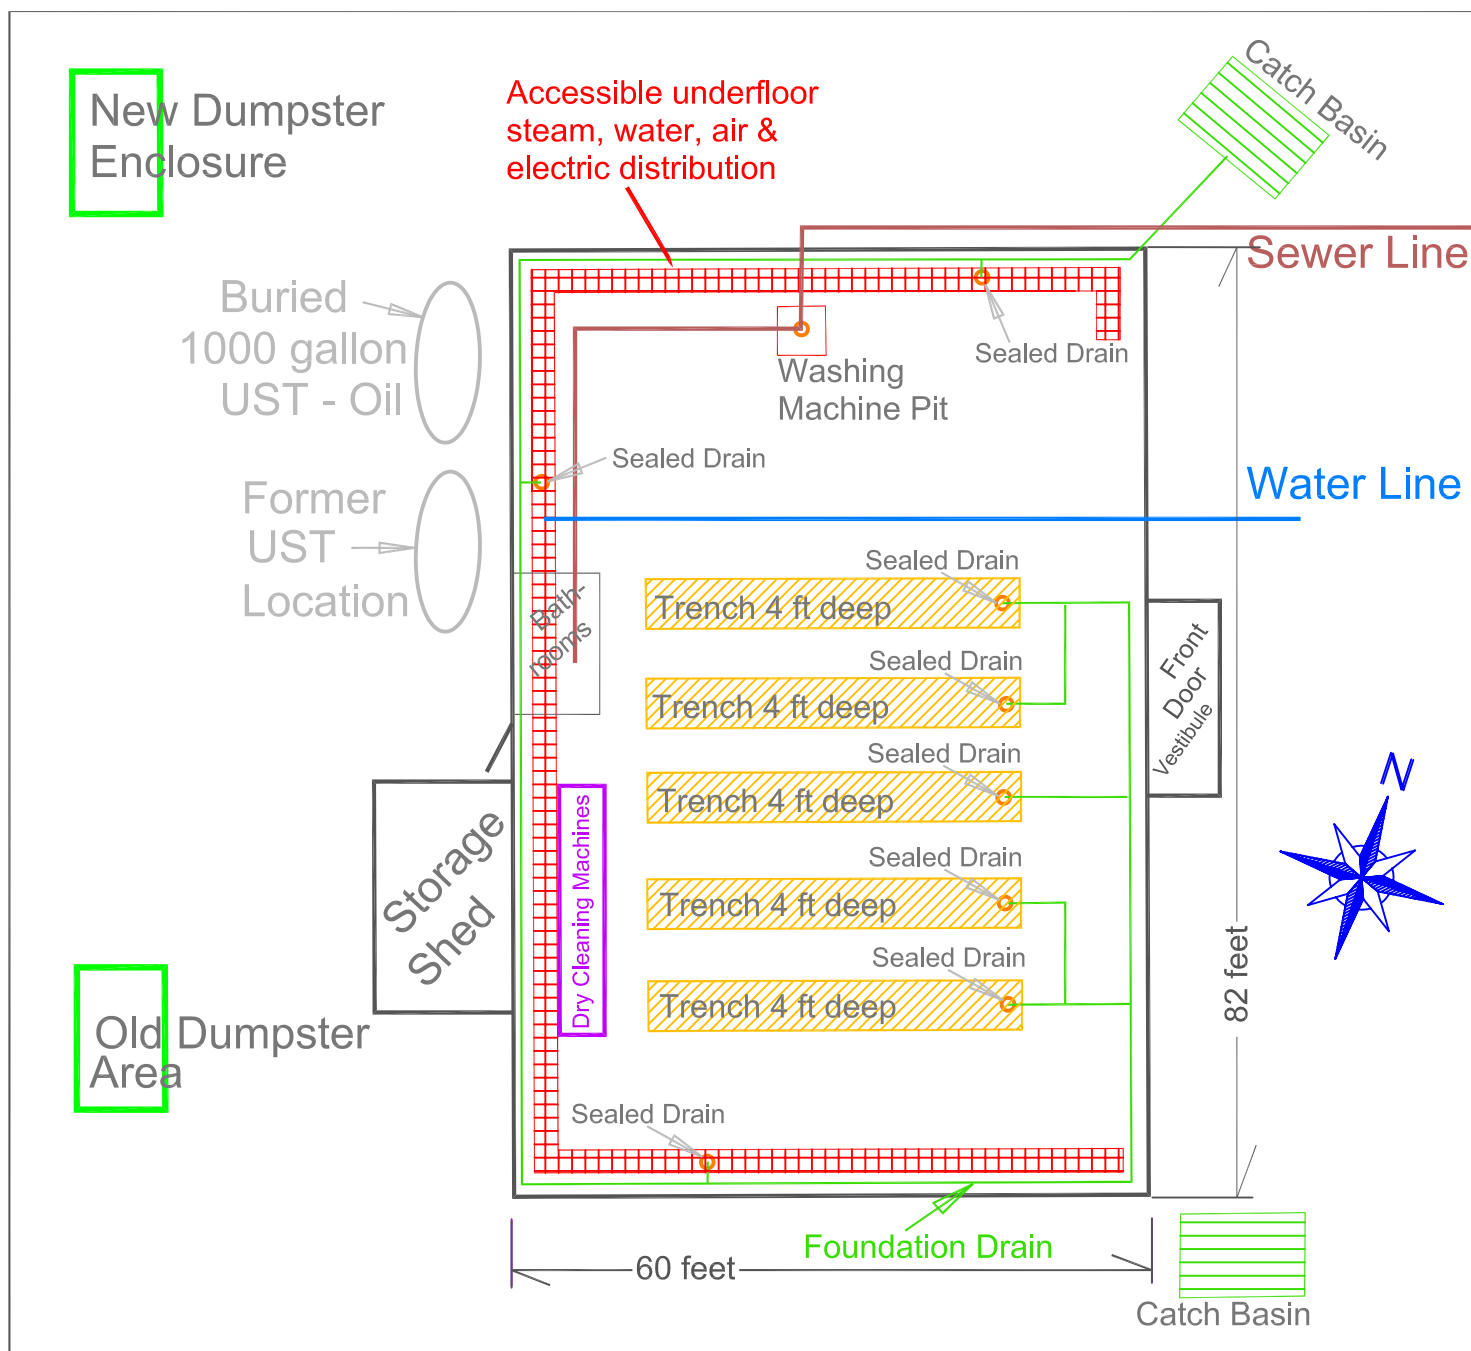 New Dumpster
Enclosure
Accessible underfloor
steam, water, air &
electric distribution
Catch Basin
Sewer Line
Buried
1000 gallon
UST - Oil
Sealed Drain
Washing
Machine Pit
Sealed Drain
Water Line
Former
UST
Location
Bath-
rooms
Sealed Drain
Trench 4 ft deep
Sealed Drain
Trench 4 ft deep
Front
Door
Vestibule
Sealed Drain
Trench 4 ft deep
N
Storage
Shed
Dry Cleaning Machines
Sealed Drain
Trench 4 ft deep
Sealed Drain
Trench 4 ft deep
82 feet
Old Dumpster
Area
Sealed Drain
Foundation Drain
60 feet
Catch Basin